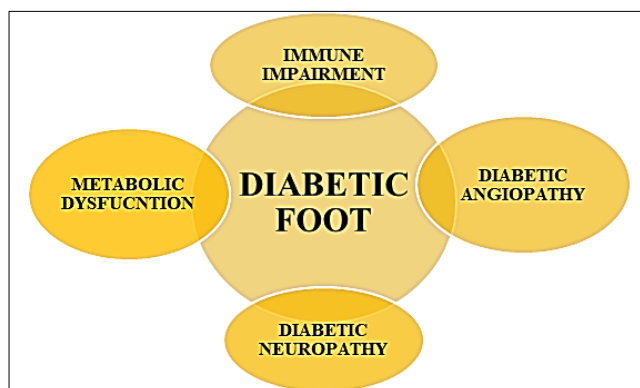 IMMUNE
IMPAIRMENT
METABOLIC
DYSFUCNTION
DIABETIC
FOOT
DIABETIC
ANGIOPATHY
DIABETIC
NEUROPATHY